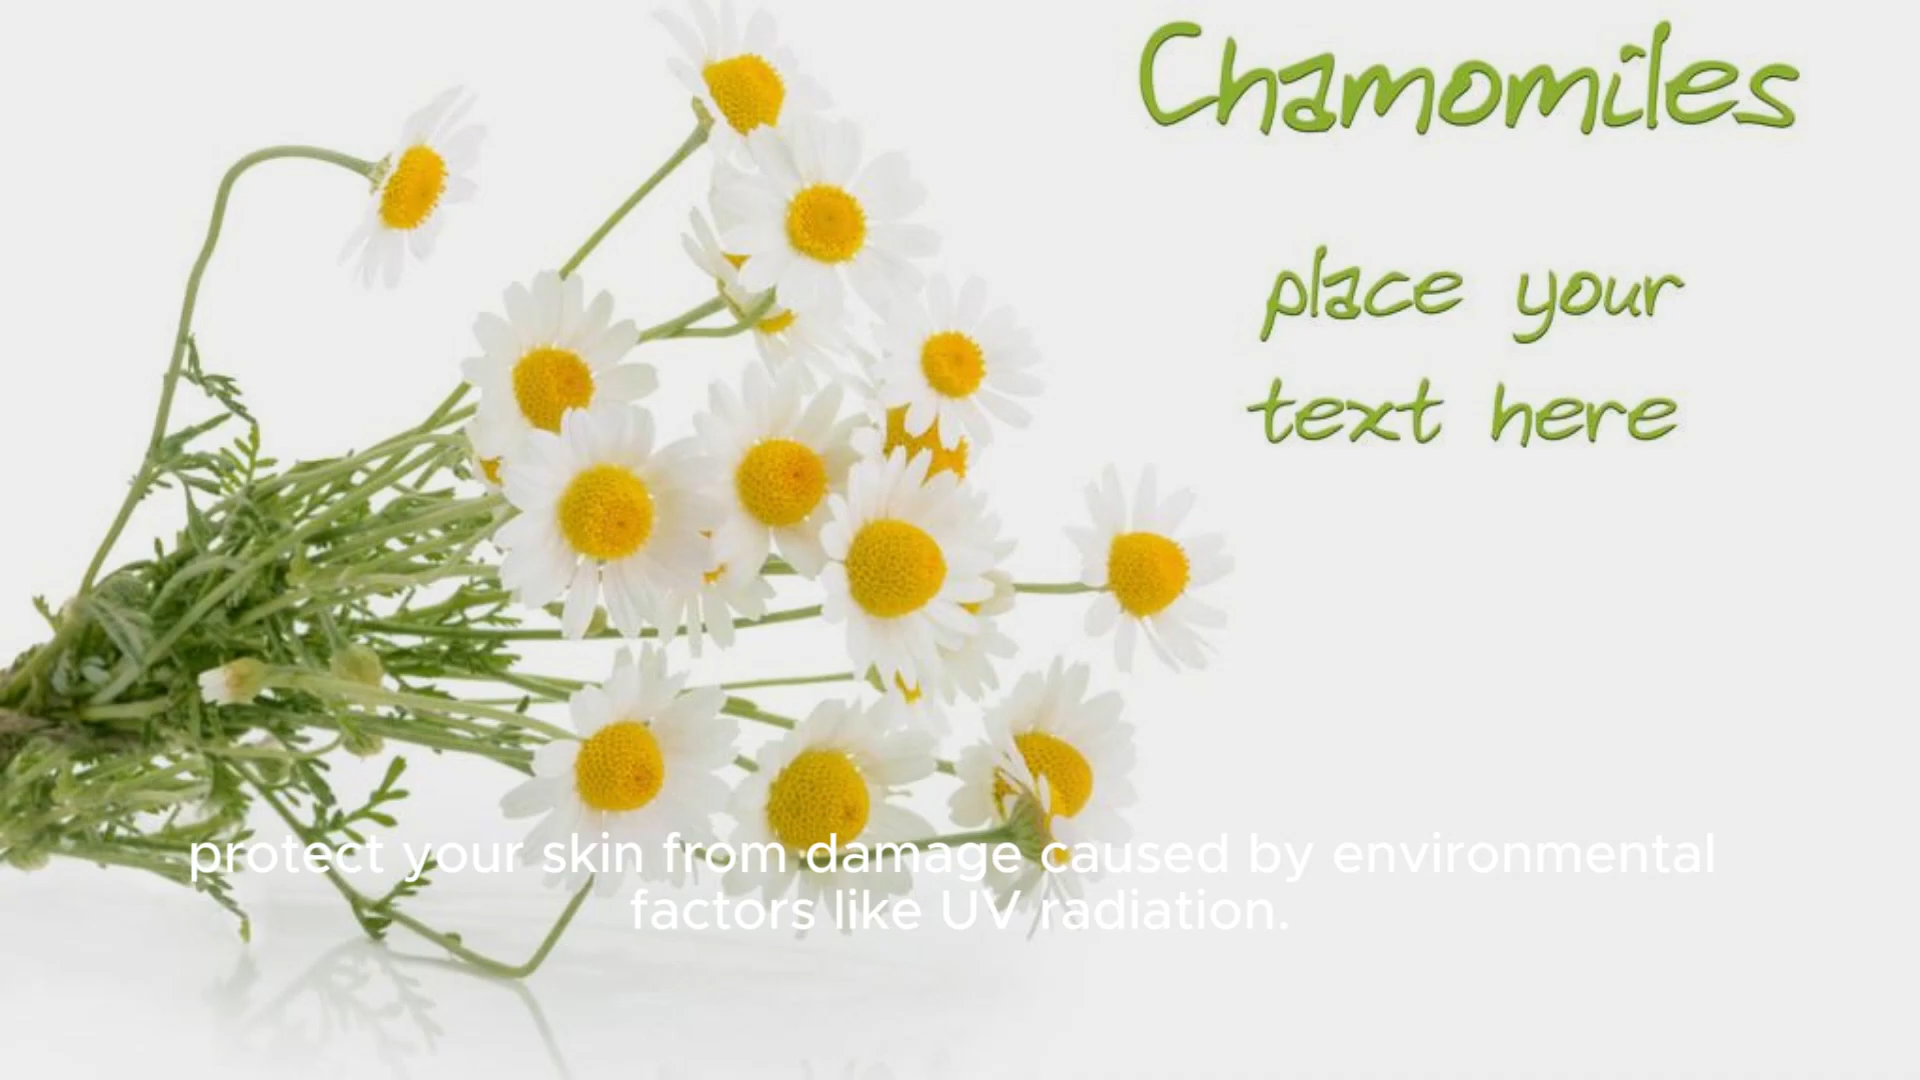 Chamomiles
place your
text here
protect your skin from damage caused by environmental
factors like UV radiation.